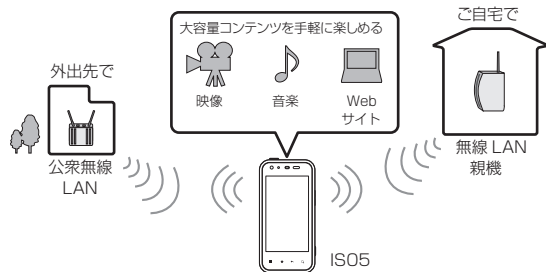 大容量コンテンツを手軽に楽しめる
映像
音楽
Web
サイト
外出先で
公衆無線
LAN
ご自宅で
無線 LAN
親機
IS05